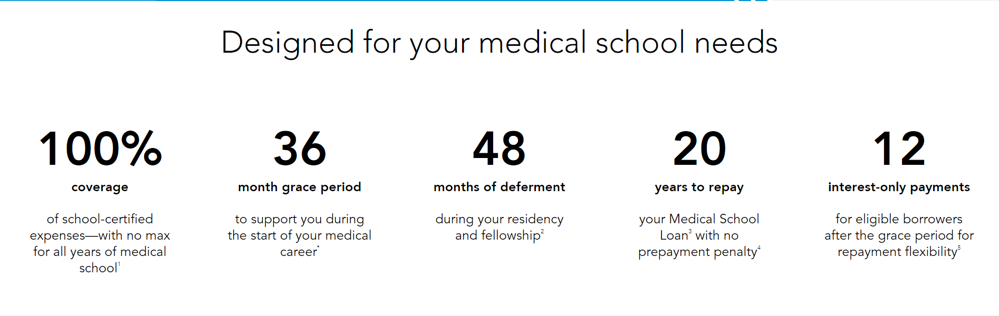 Designed for your medical school needs
100%
coverage
of school-certified
expenses—with no max
for all years of medical
school¹
36
month grace period
to support you during
the start of your medical
career*
48
months of deferment
during your residency
and fellowship²
20
years to repay
your Medical School
Loan³ with no
prepayment penalty⁴
12
interest-only payments
for eligible borrowers
after the grace period for
repayment flexibility⁵